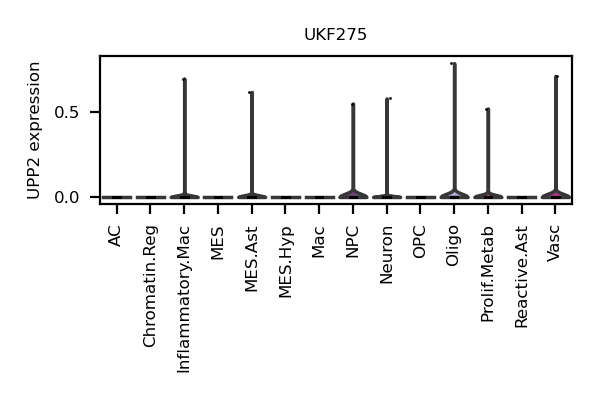 UKF275
UPP2 expression
0.5
0.0
AC
Chromatin.Reg
Inflammatory.Mac
MES
MES.Ast
MES.Hyp
Mac
NPC
Neuron
OPC
Oligo
Prolif.Metab
Reactive.Ast
Vasc